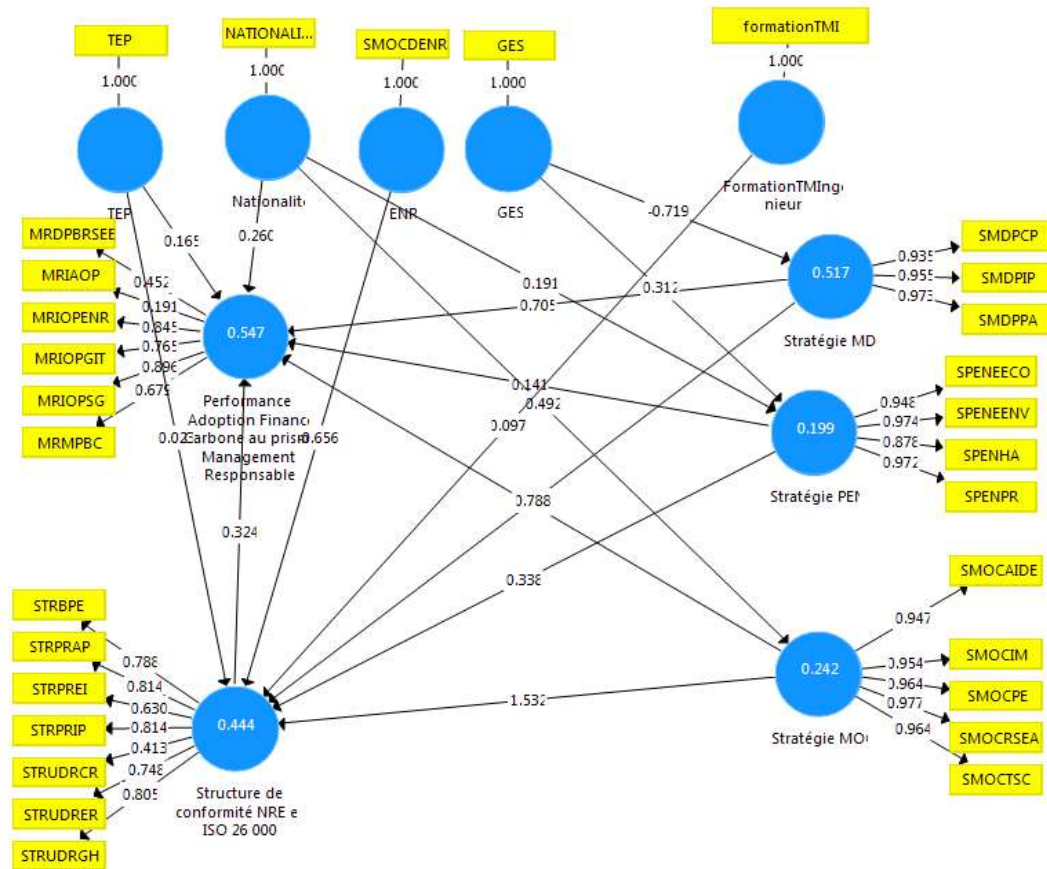 TEP
NATIONALI...
SMOCDENR
GES
formationTMI
1.000
1.000
1.000
1.000
1.000
TEP
Nationalité
ENR
GES
FormationTMInge
nieur
0.165
0.260
-0.719
0.191
0.312
0.705
MRDPBRSEE
MRIAOP
MRIOPENR
MRIOPGIT
MRIOPSG
MRMPBC
0.452
0.191
0.845
0.765
0.896
0.679
0.547
Performance
Adoption Finance
Carbone au prism
Management
Responsable
0.517
Stratégie MD
0.935
0.955
0.973
SMDPCP
SMDPIP
SMDPPA
0.141
0.492
0.097
0.656
0.02
0.324
0.788
0.338
1.532
0.199
Stratégie PEN
0.948
0.974
0.878
0.972
SPENEECO
SPENEENV
SPENHA
SPENPR
0.242
Stratégie MO
0.947
0.954
0.964
0.977
0.964
SMOCAIDE
SMOCIM
SMOCPE
SMOCRSEA
SMOCTSC
STRBPE
STRPRAP
STRPREI
STRPRIP
STRUDRCR
STRUDRER
STRUDRGH
0.788
0.814
0.630
0.814
0.413
0.748
0.805
0.444
Structure de
conformité NRE e
ISO 26 000